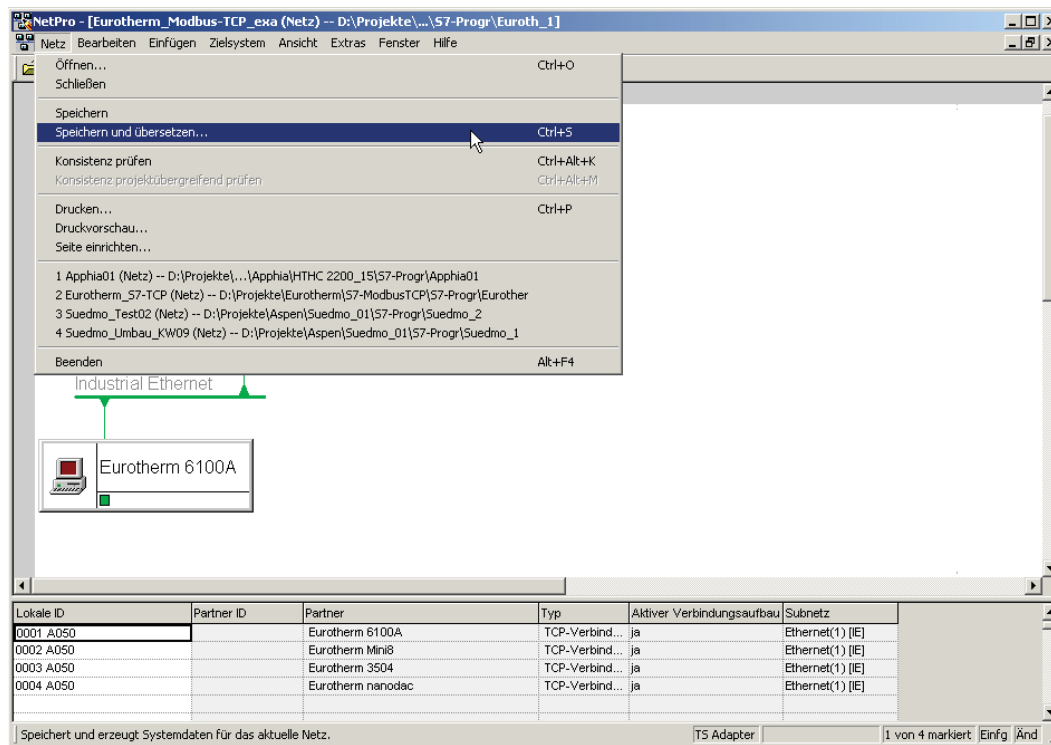 NetPro - [Eurotherm_Modbus-TCP_exa (Netz) -- D:\Projekte\...\S7-Progr\Euroth_1]
Netz Bearbeiten Einfügen Zielsystem Ansicht Extras Fenster Hilfe
Öffnen... Ctrl+O
Schließen
Speichern
Speichern und übersetzen... Ctrl+S
Konsistenz prüfen Ctrl+Alt+K
Konsistenz projektübergreifend prüfen Ctrl+Alt+M
Drucken... Ctrl+P
Druckvorschau...
Seite einrichten...
1 Apphia01 (Netz) -- D:\Projekte\...\Apphia\HTHC 2200_15\S7-Progr\Apphia01
2 Eurotherm_S7-TCP (Netz) -- D:\Projekte\Eurotherm\S7-ModbusTCP\S7-Progr\Eurother
3 Suedmo_Test02 (Netz) -- D:\Projekte\Aspen\Suedmo_01\S7-Progr\Suedmo_2
4 Suedmo_Umbau_KW09 (Netz) -- D:\Projekte\Aspen\Suedmo_01\S7-Progr\Suedmo_1
Beenden Alt+F4
Industrial Ethernet
Eurotherm 6100A
Lokale ID Partner ID Partner Typ Aktiver Verbindungsaufbau Subnetz
0001 A050 Eurotherm 6100A TCP-Verbind... ja Ethernet(1) [IE]
0002 A050 Eurotherm Mini8 TCP-Verbind... ja Ethernet(1) [IE]
0003 A050 Eurotherm 3504 TCP-Verbind... ja Ethernet(1) [IE]
0004 A050 Eurotherm nanodac TCP-Verbind... ja Ethernet(1) [IE]
Speichert und erzeugt Systemdaten für das aktuelle Netz. TS Adapter 1 von 4 markiert Einfg Änd